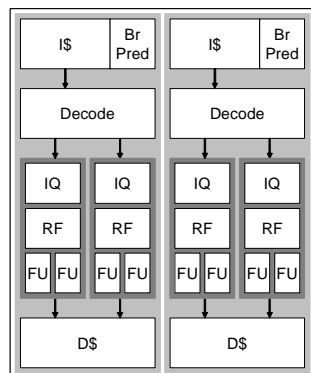 I$ Br Pred I$ Br Pred
Decode Decode
IQ IQ IQ IQ
RF RF RF RF
FU FU FU FU FU FU FU FU
D$ D$